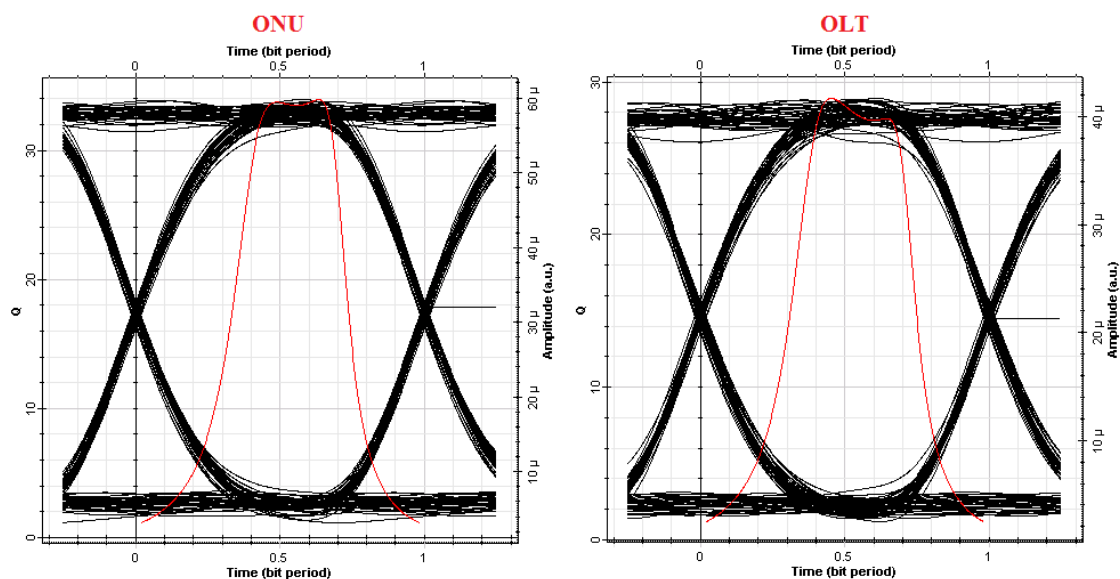 ONU
Time (bit period)
0 0.5 1
Q
0 10 20 30
Amplitude (a.u.)
10 µ 20 µ 30 µ 40 µ 50 µ 60 µ
0 0.5 1
Time (bit period)
OLT
Time (bit period)
0 0.5 1
Q
0 10 20 30
Amplitude (a.u.)
10 µ 20 µ 30 µ 40 µ
0 0.5 1
Time (bit period)